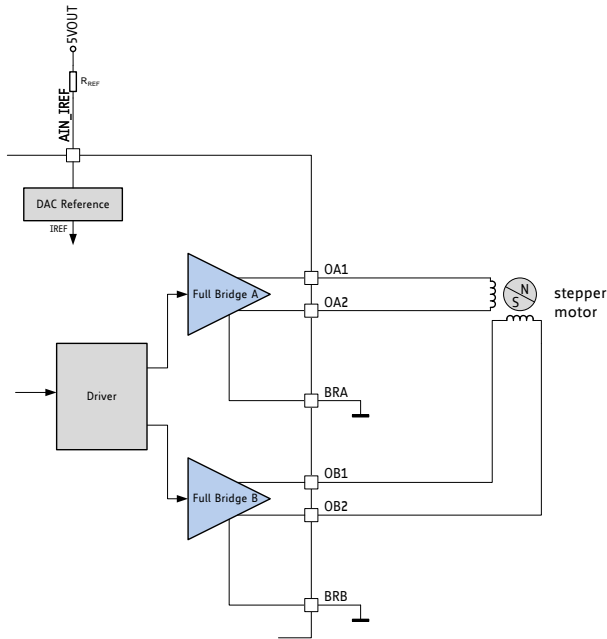 5VOUT
RREF
AIN_IREF
DAC Reference
IREF
Full Bridge A
OA1
OA2
N
S
stepper
motor
BRA
Driver
OB1
Full Bridge B
OB2
BRB